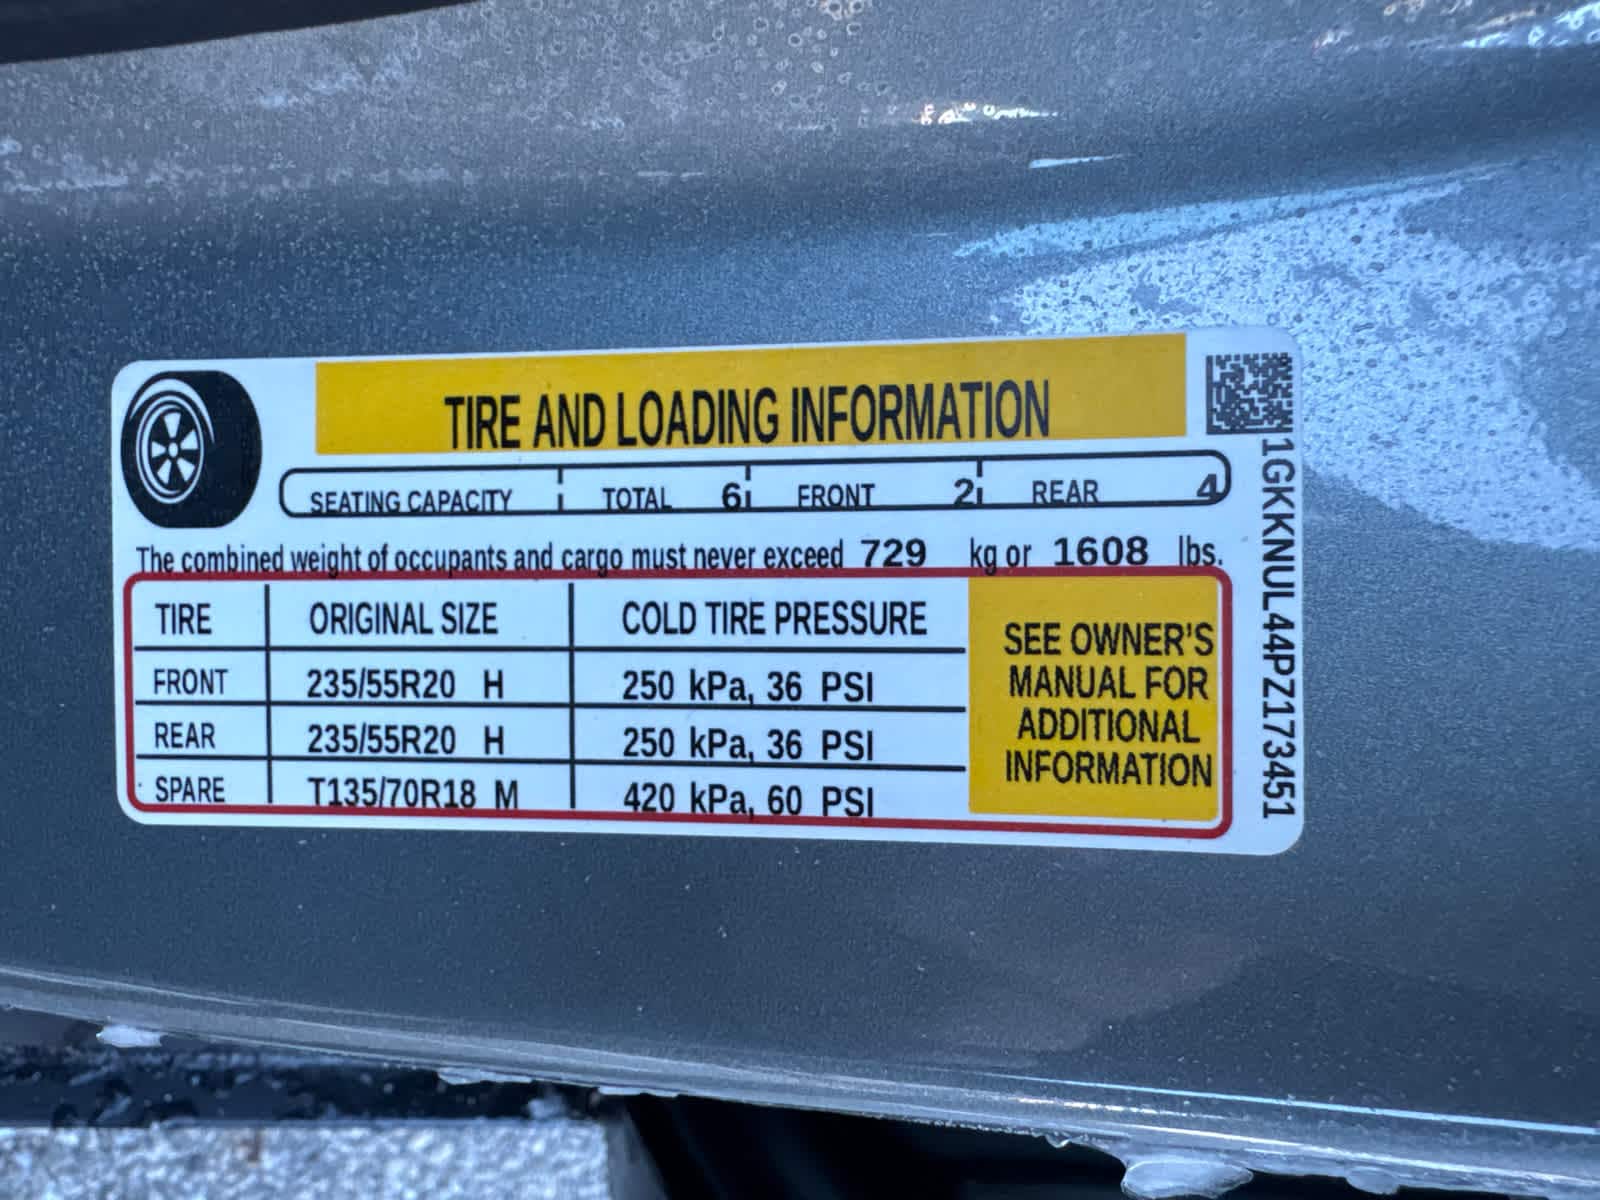 TIRE AND LOADING INFORMATION
SEATING CAPACITY TOTAL 6 FRONT 2 REAR 4
The combined weight of occupants and cargo must never exceed 729 kg or 1608 lbs.
TIRE ORIGINAL SIZE COLD TIRE PRESSURE
FRONT 235/55R20 H 250 kPa, 36 PSI
REAR 235/55R20 H 250 kPa, 36 PSI
SPARE T135/70R18 M 420 kPa, 60 PSI
SEE OWNER'S
MANUAL FOR
ADDITIONAL
INFORMATION
1GKKNUL44PZ173451